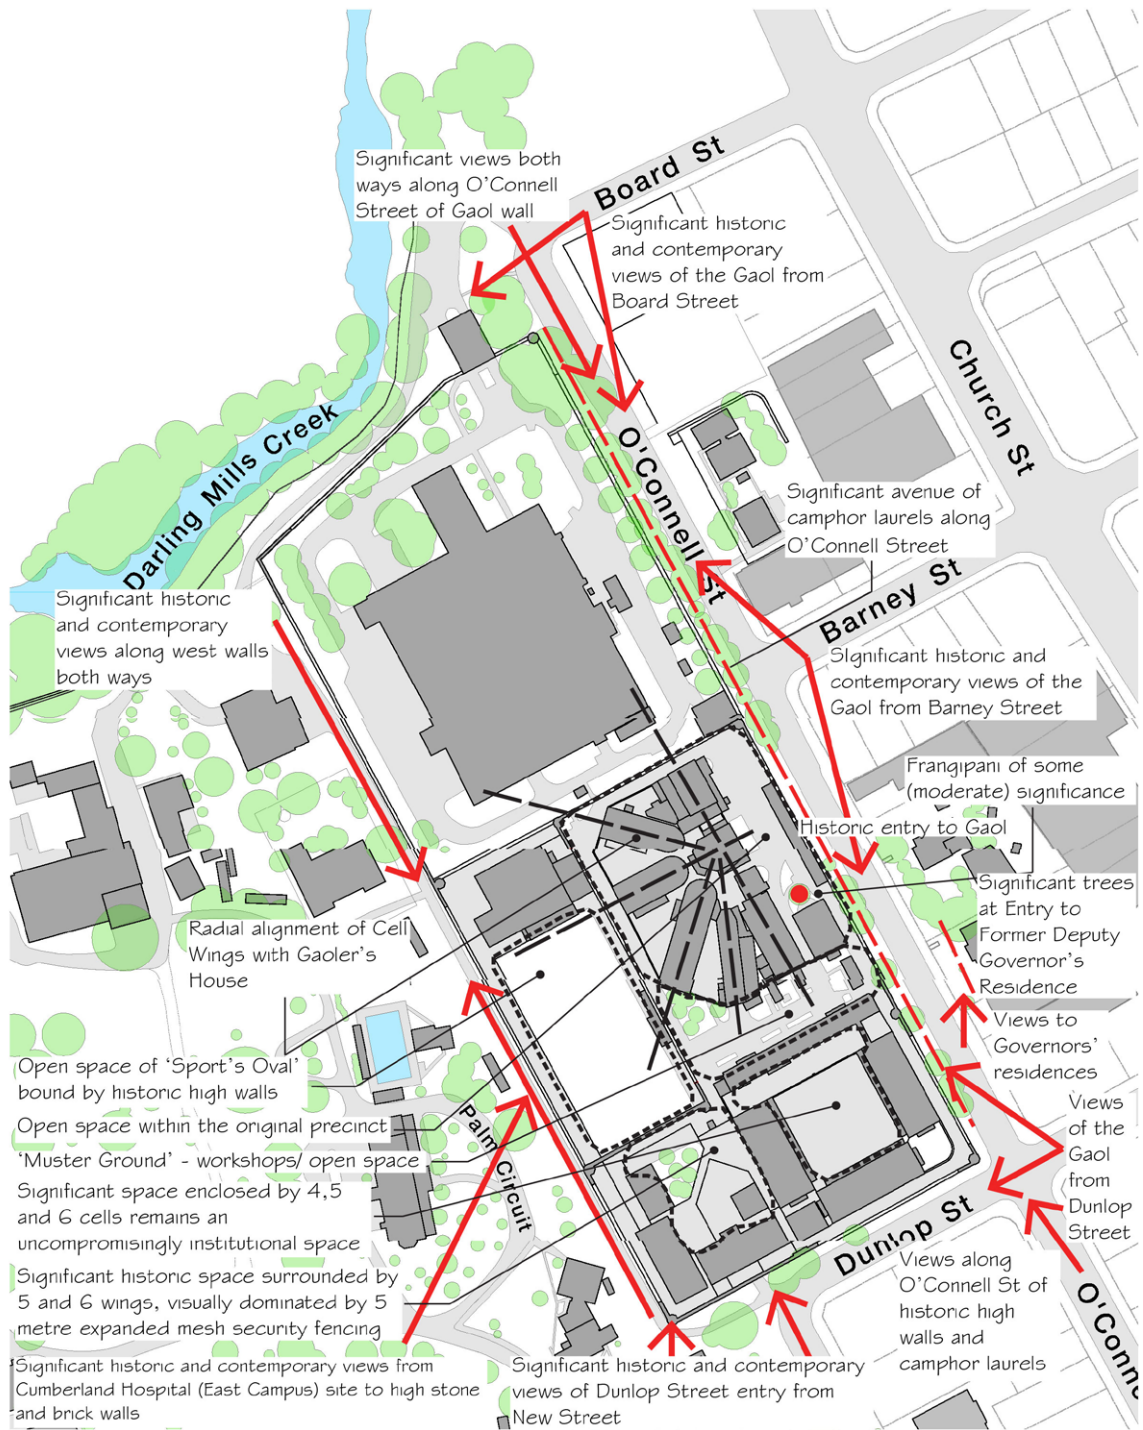 Significant views both
ways along O'Connell
Street of Gaol wall
Board St
Significant historic
and contemporary
views of the Gaol from
Board Street
Church St
Darling Mills Creek
O'Connell St
Significant avenue of
camphor laurels along
O'Connell Street
Barney St
Significant historic
and contemporary
views along west walls
both ways
SIgnificant historic and
contemporary views of the
Gaol from Barney Street
Frangipani of some
(moderate) significance
Historic entry to Gaol
Significant trees
at Entry to
Former Deputy
Governor's
Residence
Radial alignment of Cell
Wings with Gaoler's
House
Views to
Governors'
residences
Open space of 'Sport's Oval'
bound by historic high walls
Open space within the original precinct
'Muster Ground' - workshops/ open space
Palm Circuit
Views
of the
Gaol
from
Dunlop
Street
Significant space enclosed by 4,5
and 6 cells remains an
uncompromisingly institutional space
Dunlop St
Significant historic space surrounded by
5 and 6 wings, visually dominated by 5
metre expanded mesh security fencing
Views along
O'Connell St of
historic high
walls and
camphor laurels
O'Conn
Significant historic and contemporary views from
Cumberland Hospital (East Campus) site to high stone
and brick walls
Significant historic and contemporary
views of Dunlop Street entry from
New Street